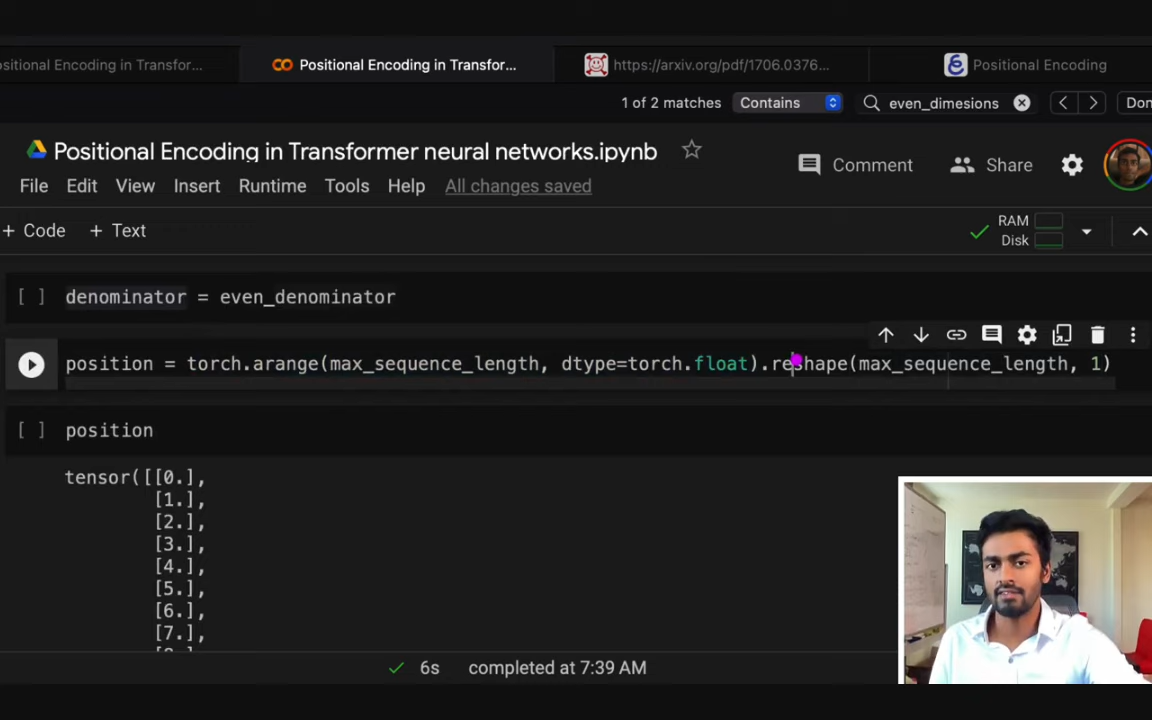 ositional Encoding in Transfor...
Positional Encoding in Transfor...
https://arxiv.org/pdf/1706.0376...
Positional Encoding
1 of 2 matches
Contains
even_dimesions
Don
Positional Encoding in Transformer neural networks.ipynb
Comment
Share
File Edit View Insert Runtime Tools Help All changes saved
+ Code + Text
RAM
Disk
[ ] denominator = even_denominator
position = torch.arange(max_sequence_length, dtype=torch.float).reshape(max_sequence_length, 1)
[ ] position
tensor([[0.],
[1.],
[2.],
[3.],
[4.],
[5.],
[6.],
[7.],
6s completed at 7:39 AM